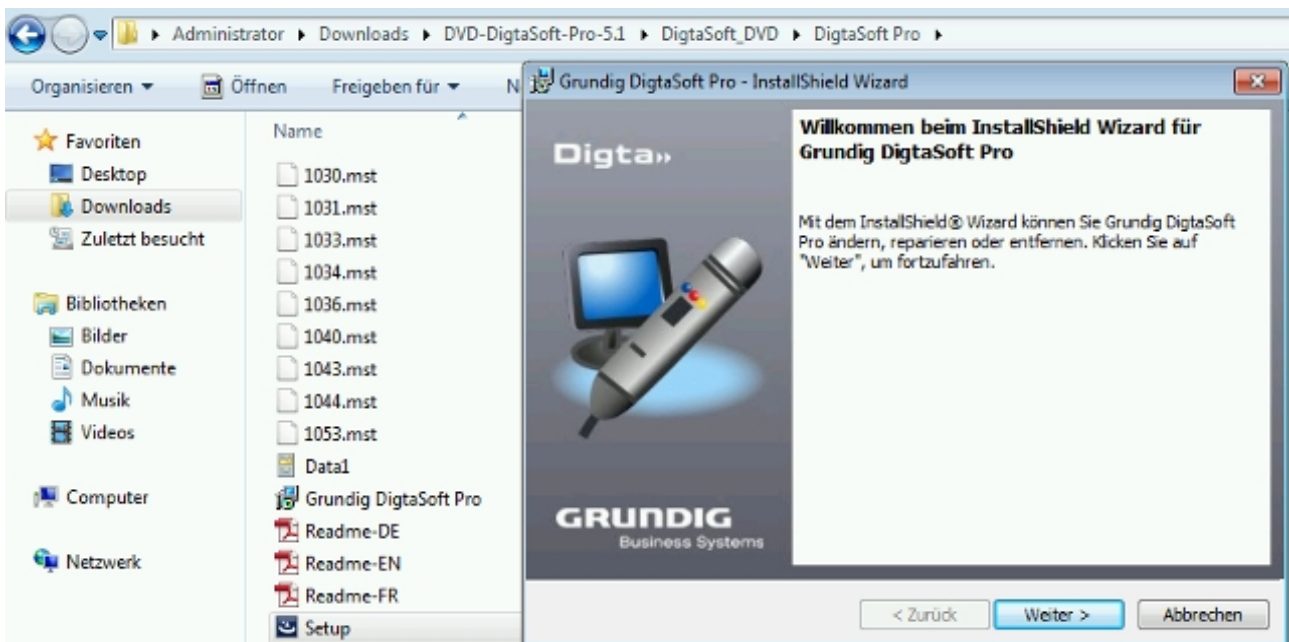 Administrator ▸ Downloads ▸ DVD-DigtaSoft-Pro-5.1 ▸ DigtaSoft_DVD ▸ DigtaSoft Pro ▸
Organisieren Öffnen Freigeben für N
Favoriten
Desktop
Downloads
Zuletzt besucht
Bibliotheken
Bilder
Dokumente
Musik
Videos
Computer
Netzwerk
Name
1030.mst
1031.mst
1033.mst
1034.mst
1036.mst
1040.mst
1043.mst
1044.mst
1053.mst
Data1
Grundig DigtaSoft Pro
Readme-DE
Readme-EN
Readme-FR
Setup
Grundig DigtaSoft Pro - InstallShield Wizard
Digta»
GRUNDIG
Business Systems
Willkommen beim InstallShield Wizard für
Grundig DigtaSoft Pro
Mit dem InstallShield® Wizard können Sie Grundig DigtaSoft
Pro ändern, reparieren oder entfernen. Klicken Sie auf
"Weiter", um fortzufahren.
< Zurück Weiter > Abbrechen